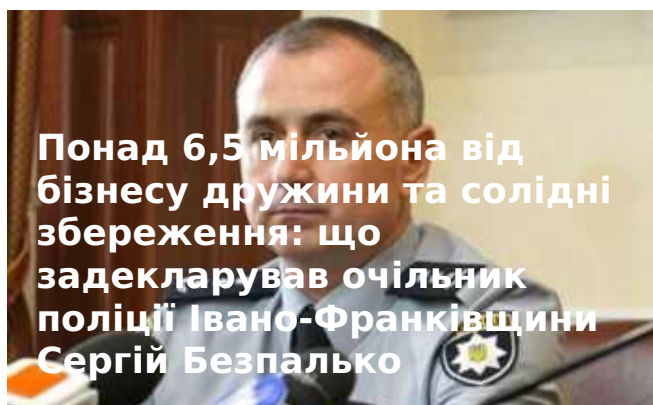 Понад 6,5 мільйона від
бізнесу дружини та солідні
збереження: що
задекларував очільник
поліції Івано-Франківщини
Сергій Безпалько